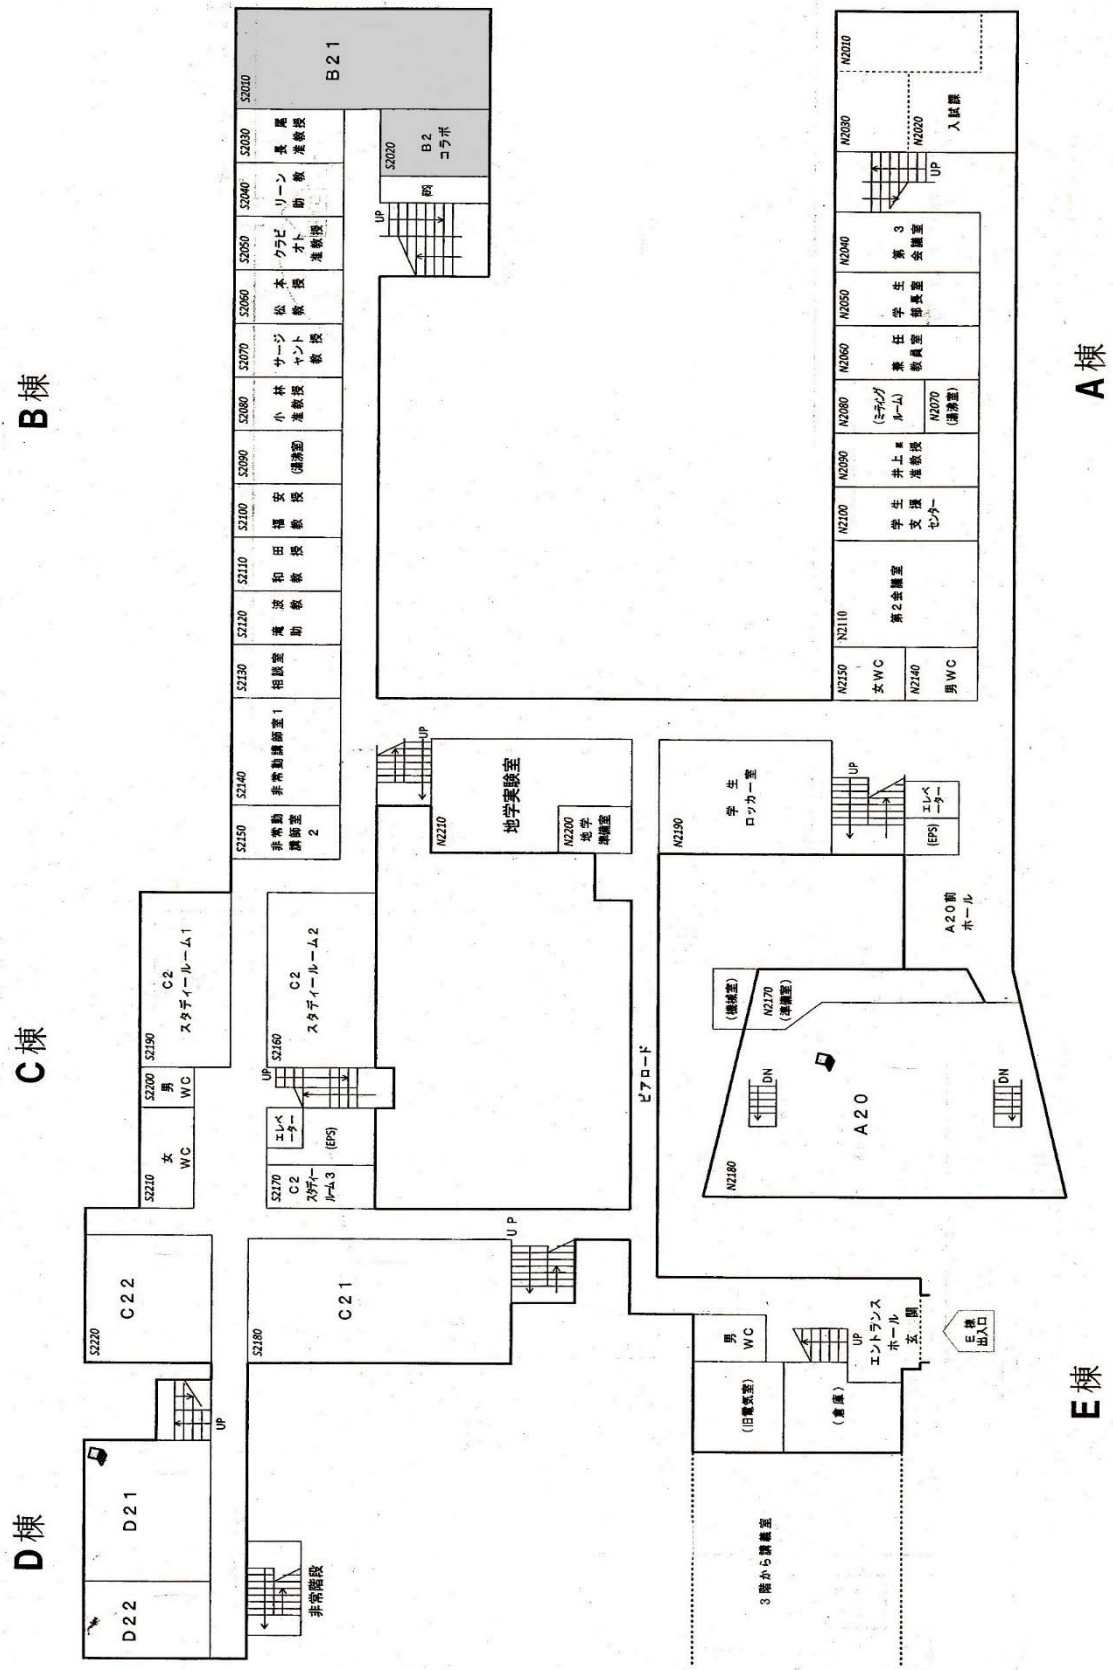 D棟
C棟
B棟
D22
D21
UP
非常階段
S2220
C22
S2180
C21
UP
S2210
女
WC
S2200
男
WC
S2190
C2
スタディールーム1
S2170
C2
スタディー
ルーム3
エレベ
ーター
(EPS)
UP
S2160
C2
スタディールーム2
S2150
非常勤
講師室
2
S2140
非常勤講師室1
S2130
相談室
S2120
滝波
助教
S2110
和田
教授
S2100
福安
教授
S2090
(湯沸室)
S2080
小林
准教授
S2070
サージ
ャント
教授
S2060
松本
教授
S2050
クラビ
オト
准教授
S2040
リーン
助教
S2030
長尾
准教授
S2010
B21
S2020
B2
コラボ
UP
UP
N2210
地学実験室
N2200
地学
準備室
ピアロード
N2190
学生
ロッカー室
UP
エレベ
ーター
(EPS)
A20前
ホール
(機械室)
N2170
(準備室)
N2180
A20
DN
DN
男
WC
(旧電気室)
(倉庫)
UP
エントランス
ホール
玄関
E棟
出入口
3階から講義室
N2150
女WC
N2140
男WC
N2110
第2会議室
N2100
学生
支援
センター
N2090
井上
准教授
N2080
(ミーティング
ルーム)
N2070
(湯沸室)
N2060
兼任
教員室
N2050
学生
部長室
N2040
第3
会議室
UP
N2030
N2020
入試課
N2010
E棟
A棟